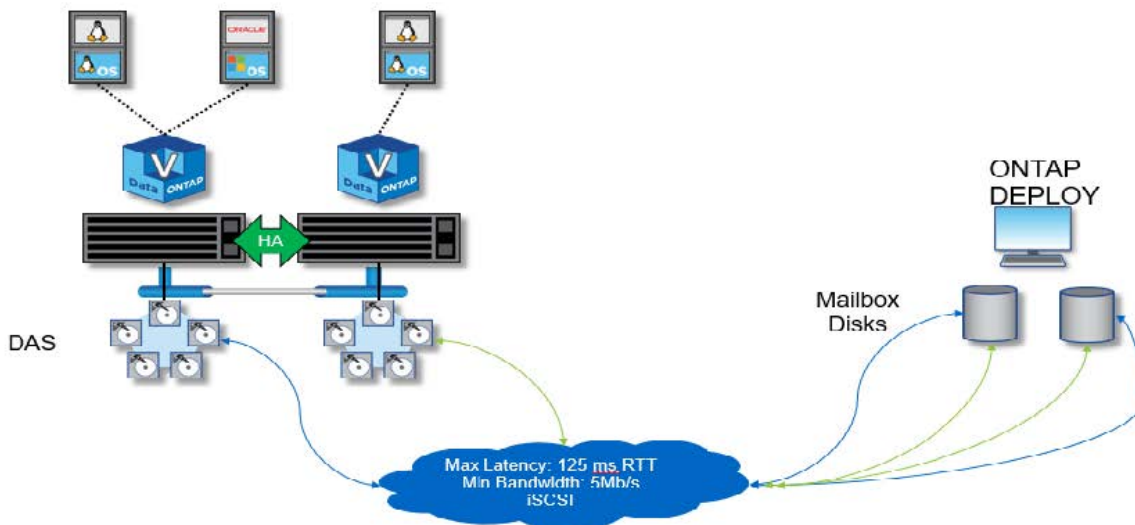 ORACLE
OS
OS
OS
V
Data ONTAP
V
Data ONTAP
HA
DAS
ONTAP
DEPLOY
Mailbox
Disks
Max Latency: 125 ms RTT
Min Bandwidth: 5Mb/s
iSCSI